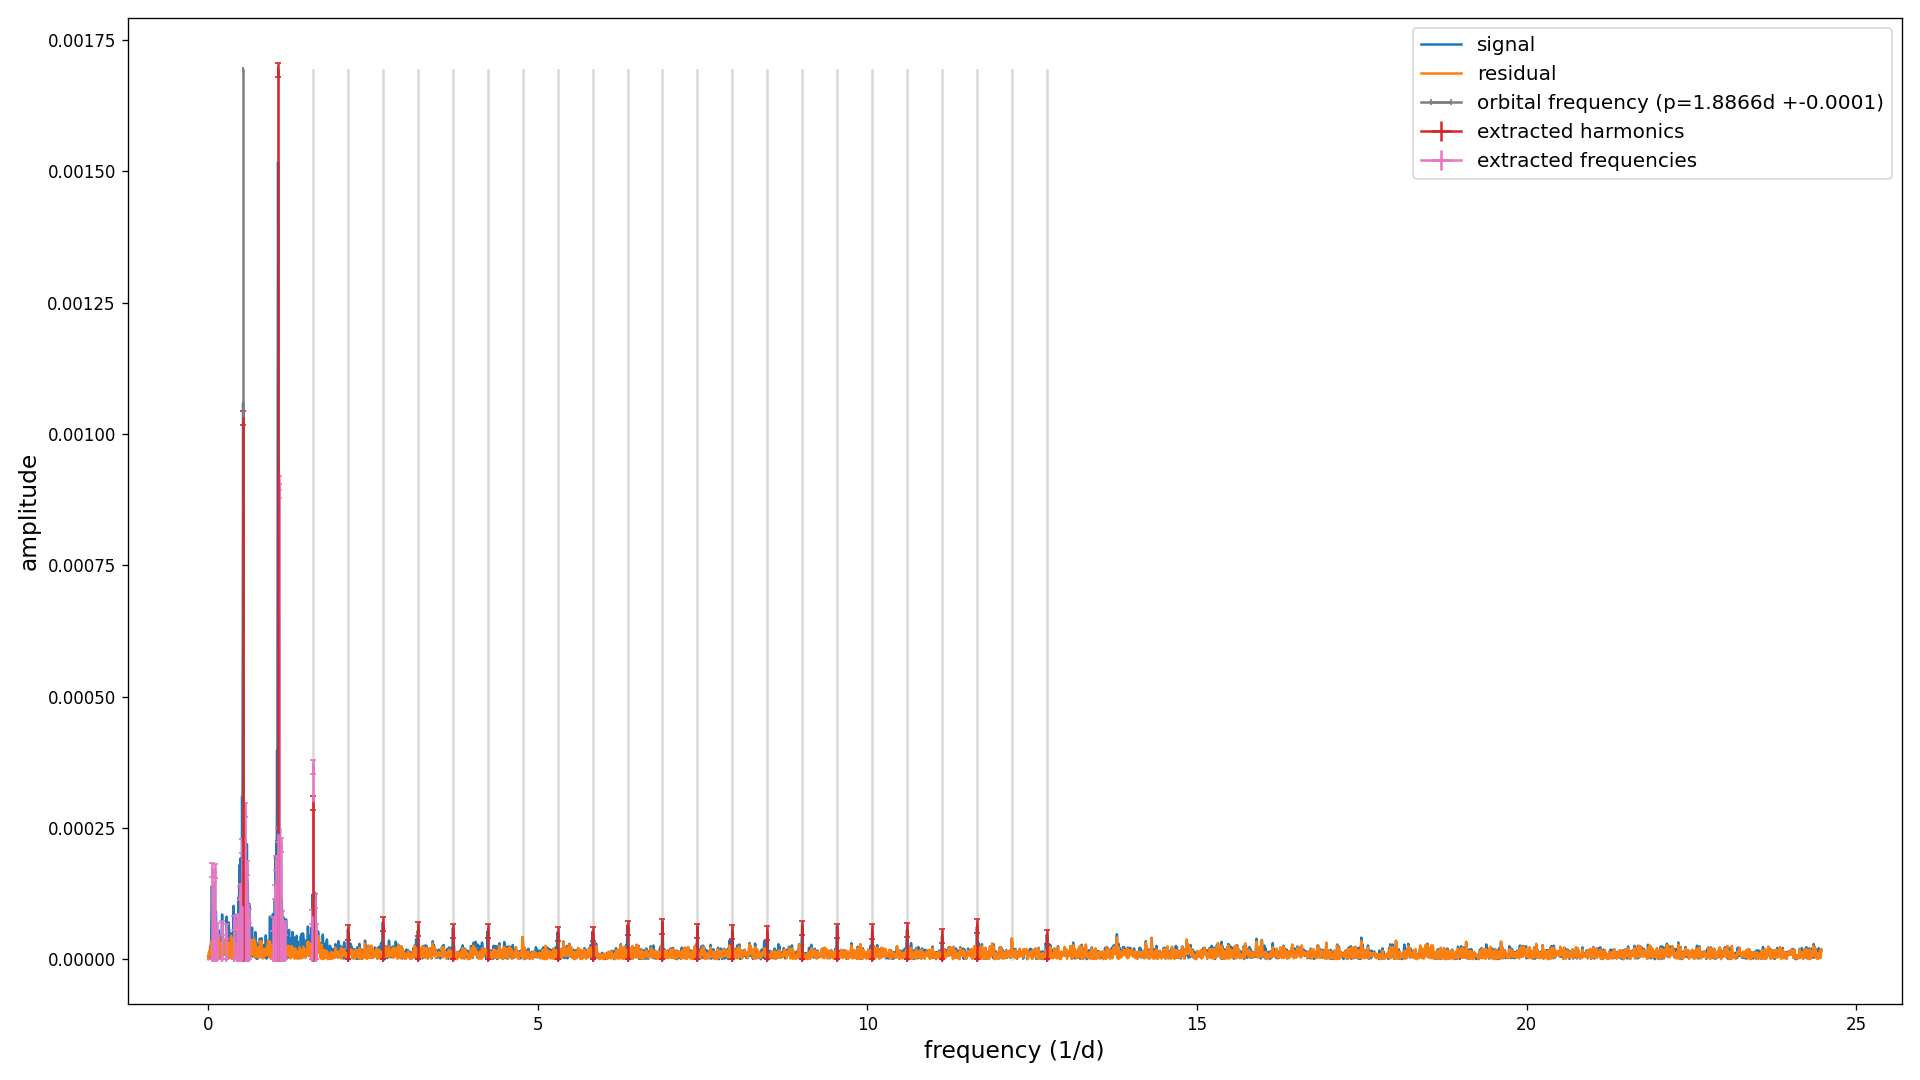 0.00175
0.00150
0.00125
0.00100
0.00075
0.00050
0.00025
0.00000
amplitude
0
5
10
15
20
25
frequency (1/d)
signal
residual
orbital frequency (p=1.8866d +-0.0001)
extracted harmonics
extracted frequencies